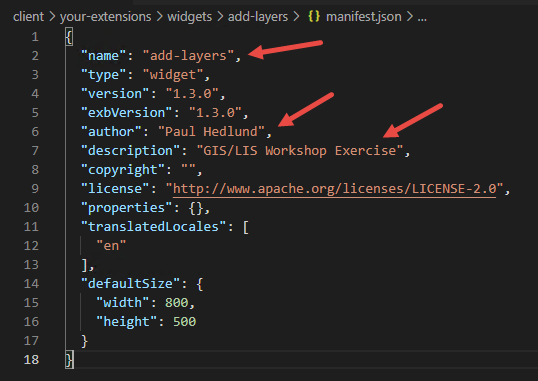 client > your-extensions > widgets > add-layers > {} manifest.json > ...
1 {
2 "name": "add-layers",
3 "type": "widget",
4 "version": "1.3.0",
5 "exbVersion": "1.3.0",
6 "author": "Paul Hedlund",
7 "description": "GIS/LIS Workshop Exercise",
8 "copyright": "",
9 "license": "http://www.apache.org/licenses/LICENSE-2.0",
10 "properties": {},
11 "translatedLocales": [
12 "en"
13 ],
14 "defaultSize": {
15 "width": 800,
16 "height": 500
17 }
18 }